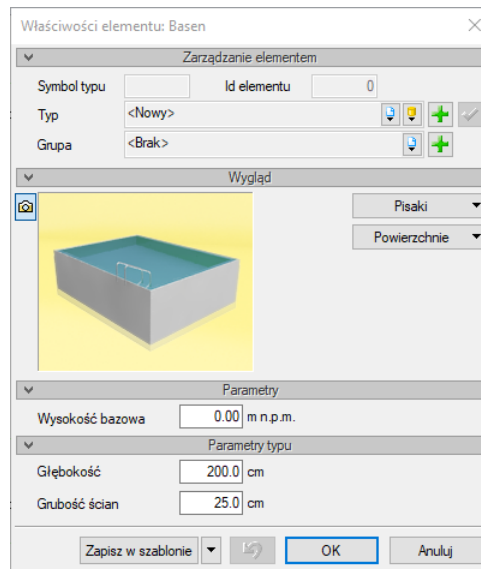 Właściwości elementu: Basen
Zarządzanie elementem
Symbol typu Id elementu 0
Typ <Nowy>
Grupa <Brak>
Wygląd
Pisaki
Powierzchnie
Parametry
Wysokość bazowa 0.00 m n.p.m.
Parametry typu
Głębokość 200.0 cm
Grubość ścian 25.0 cm
Zapisz w szablonie OK Anuluj